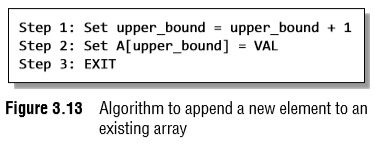 Step 1: Set upper_bound = upper_bound + 1
Step 2: Set A[upper_bound] = VAL
Step 3: EXIT
Figure 3.13 Algorithm to append a new element to an
existing array